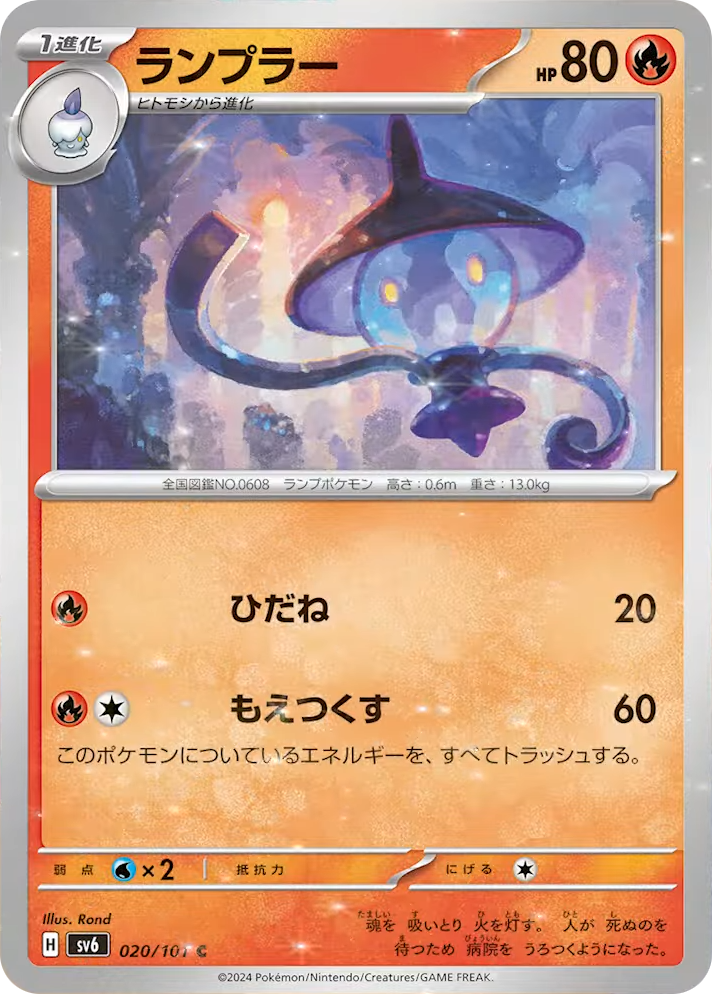 1進化
ランプラー
HP 80
ヒトモシから進化
全国図鑑NO.0608 ランプポケモン 高さ:0.6m 重さ:13.0kg
ひだね 20
もえつくす 60
このポケモンについているエネルギーを、すべてトラッシュする。
弱点 ×2 抵抗力 にげる
Illus. Rond
魂を 吸いとり 火を灯す。 人が 死ぬのを
待つため 病院を うろつくようになった。
H sv6 020/101 C
©2024 Pokémon/Nintendo/Creatures/GAME FREAK.